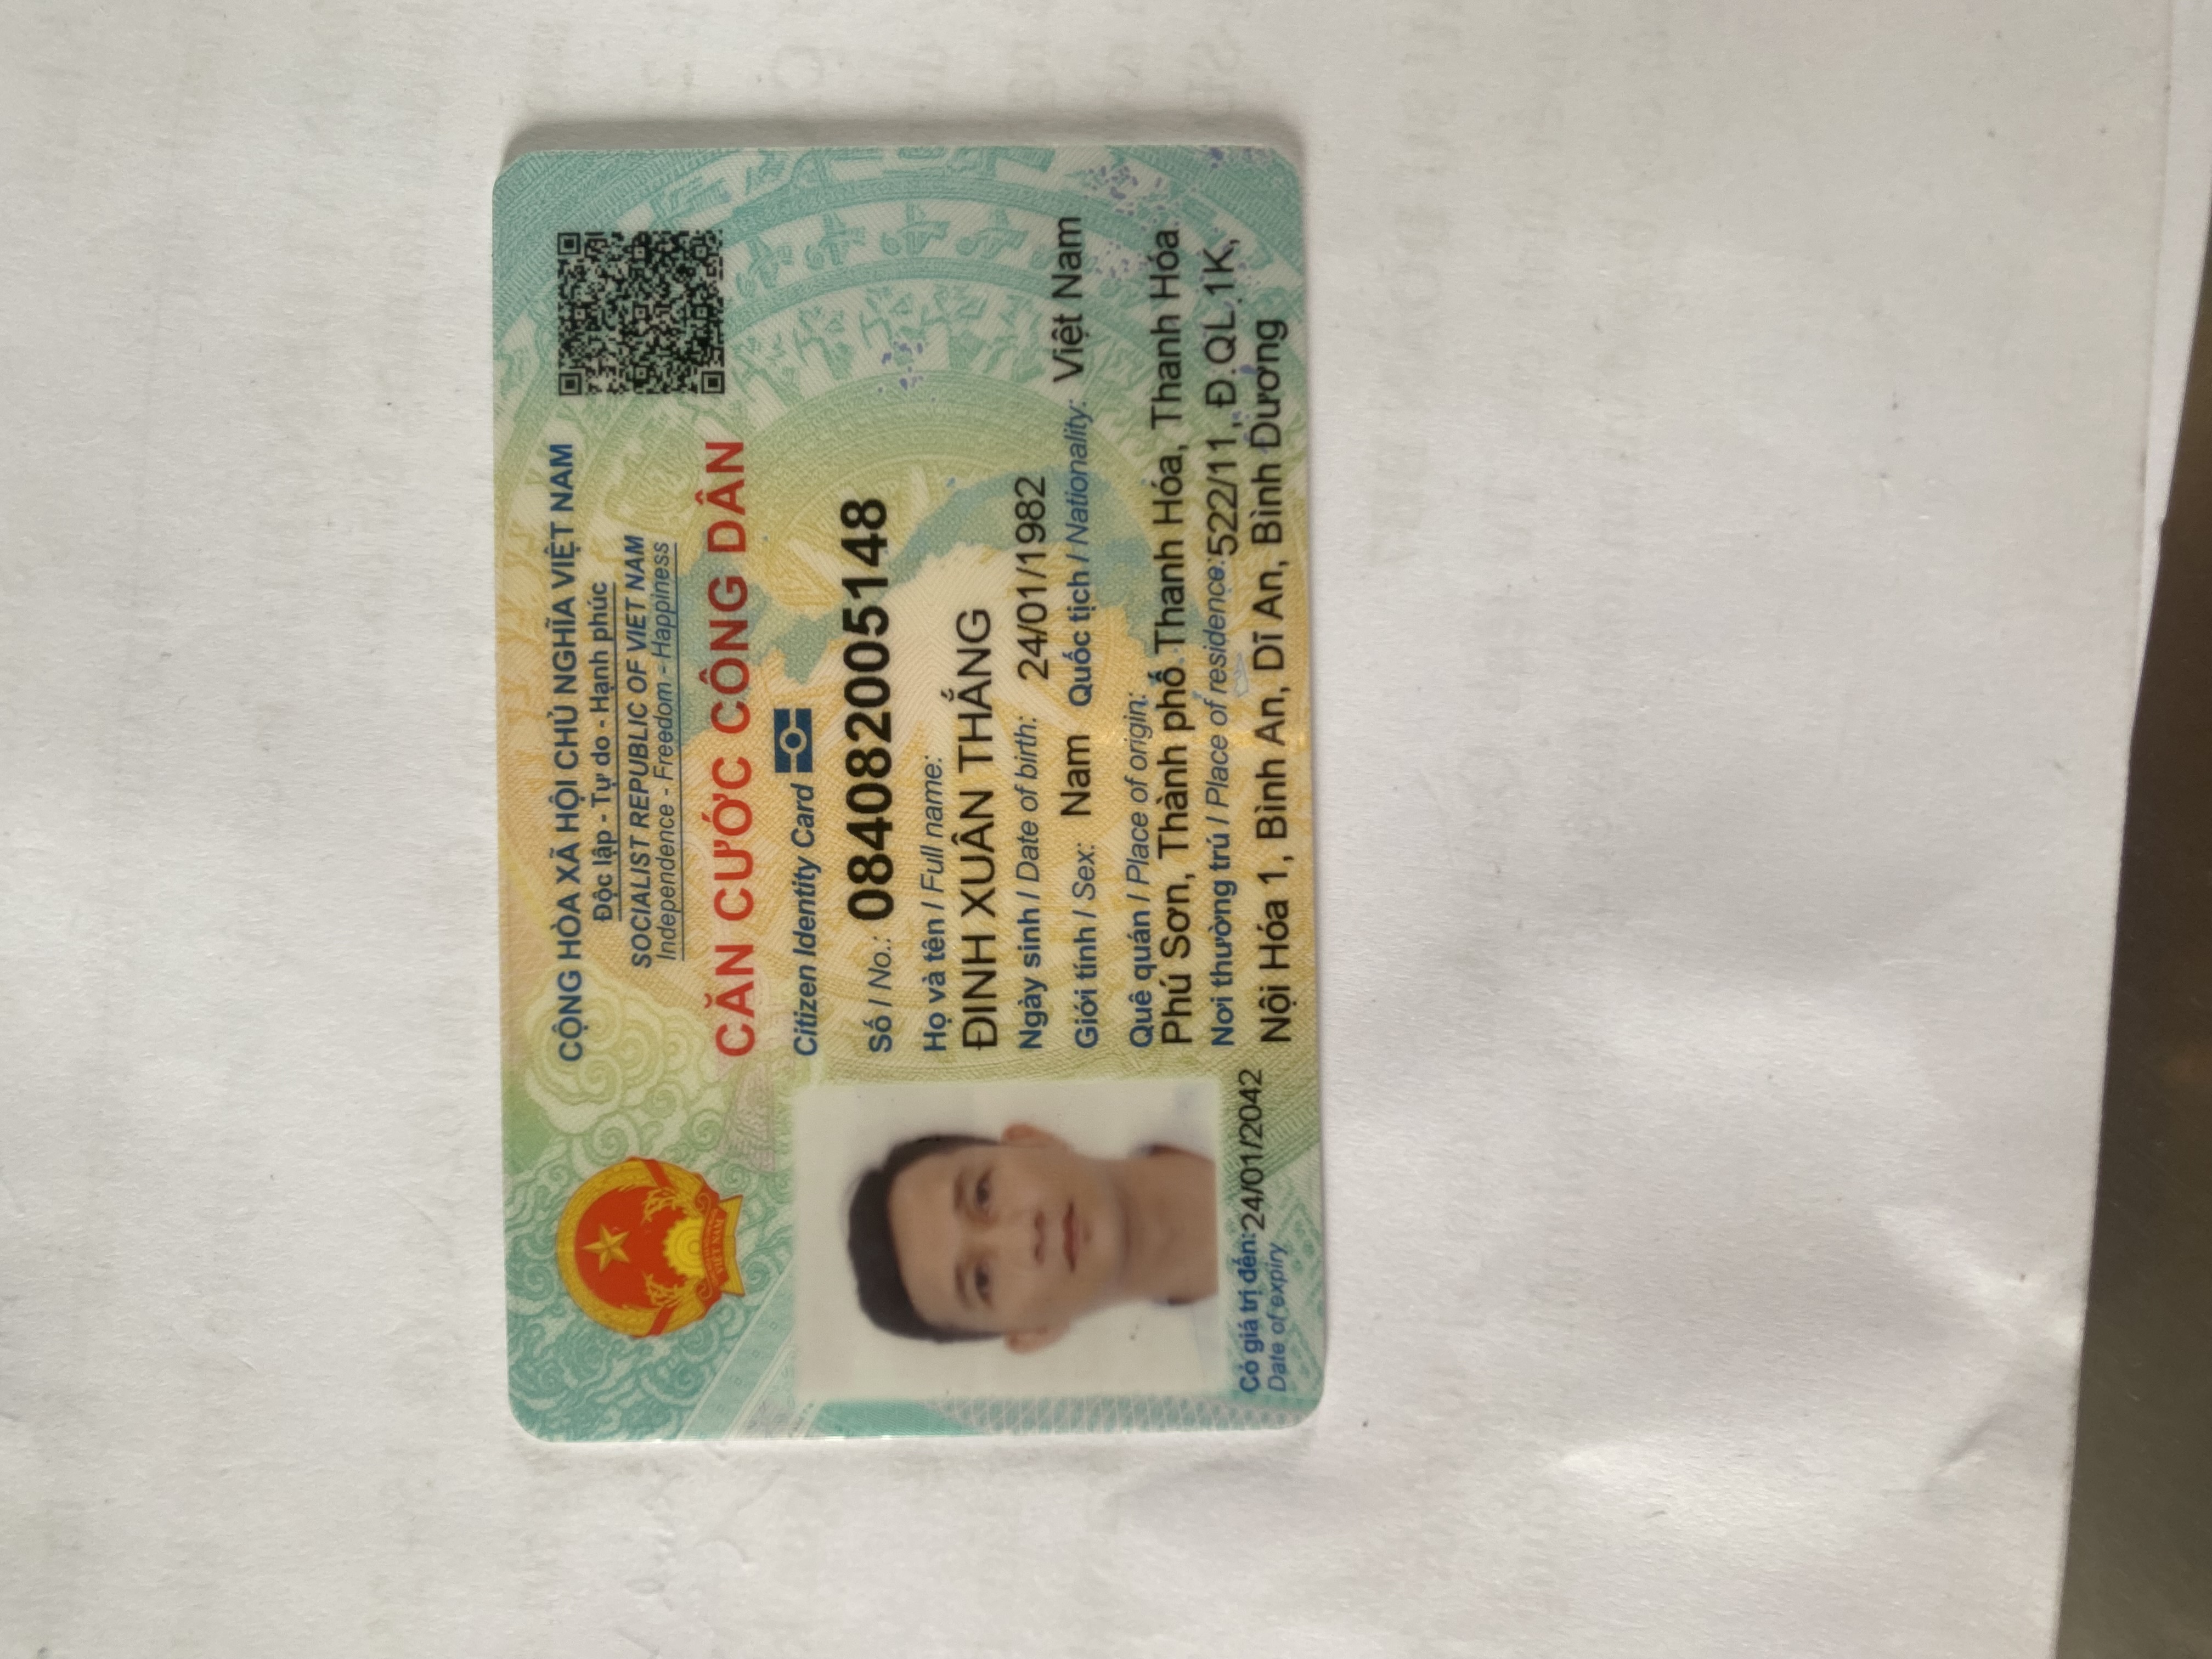 CỘNG HÒA XÃ HỘI CHỦ NGHĨA VIỆT NAM
Độc lập - Tự do - Hạnh phúc
SOCIALIST REPUBLIC OF VIET NAM
Independence - Freedom - Happiness
VIỆT NAM
CĂN CƯỚC CÔNG DÂN
Citizen Identity Card
Số / No.: 084082005148
Họ và tên / Full name:
ĐINH XUÂN THẮNG
Ngày sinh / Date of birth: 24/01/1982
Giới tính / Sex: Nam Quốc tịch / Nationality: Việt Nam
Quê quán / Place of origin:
Phú Sơn, Thành phố Thanh Hóa, Thanh Hóa
Nơi thường trú / Place of residence: 522/11, Đ.QL 1K,
Nội Hóa 1, Bình An, Dĩ An, Bình Dương
Có giá trị đến: 24/01/2042
Date of expiry